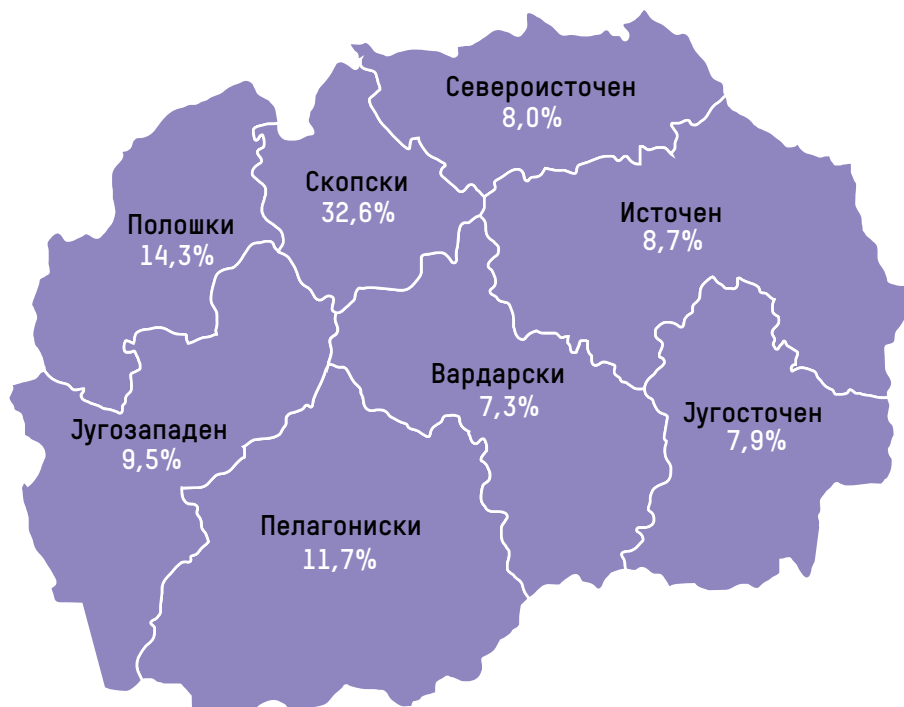 Североисточен
8,0%
Скопски
32,6%
Источен
8,7%
Полошки
14,3%
Вардарски
7,3%
Југосточен
7,9%
Југозападен
9,5%
Пелагониски
11,7%